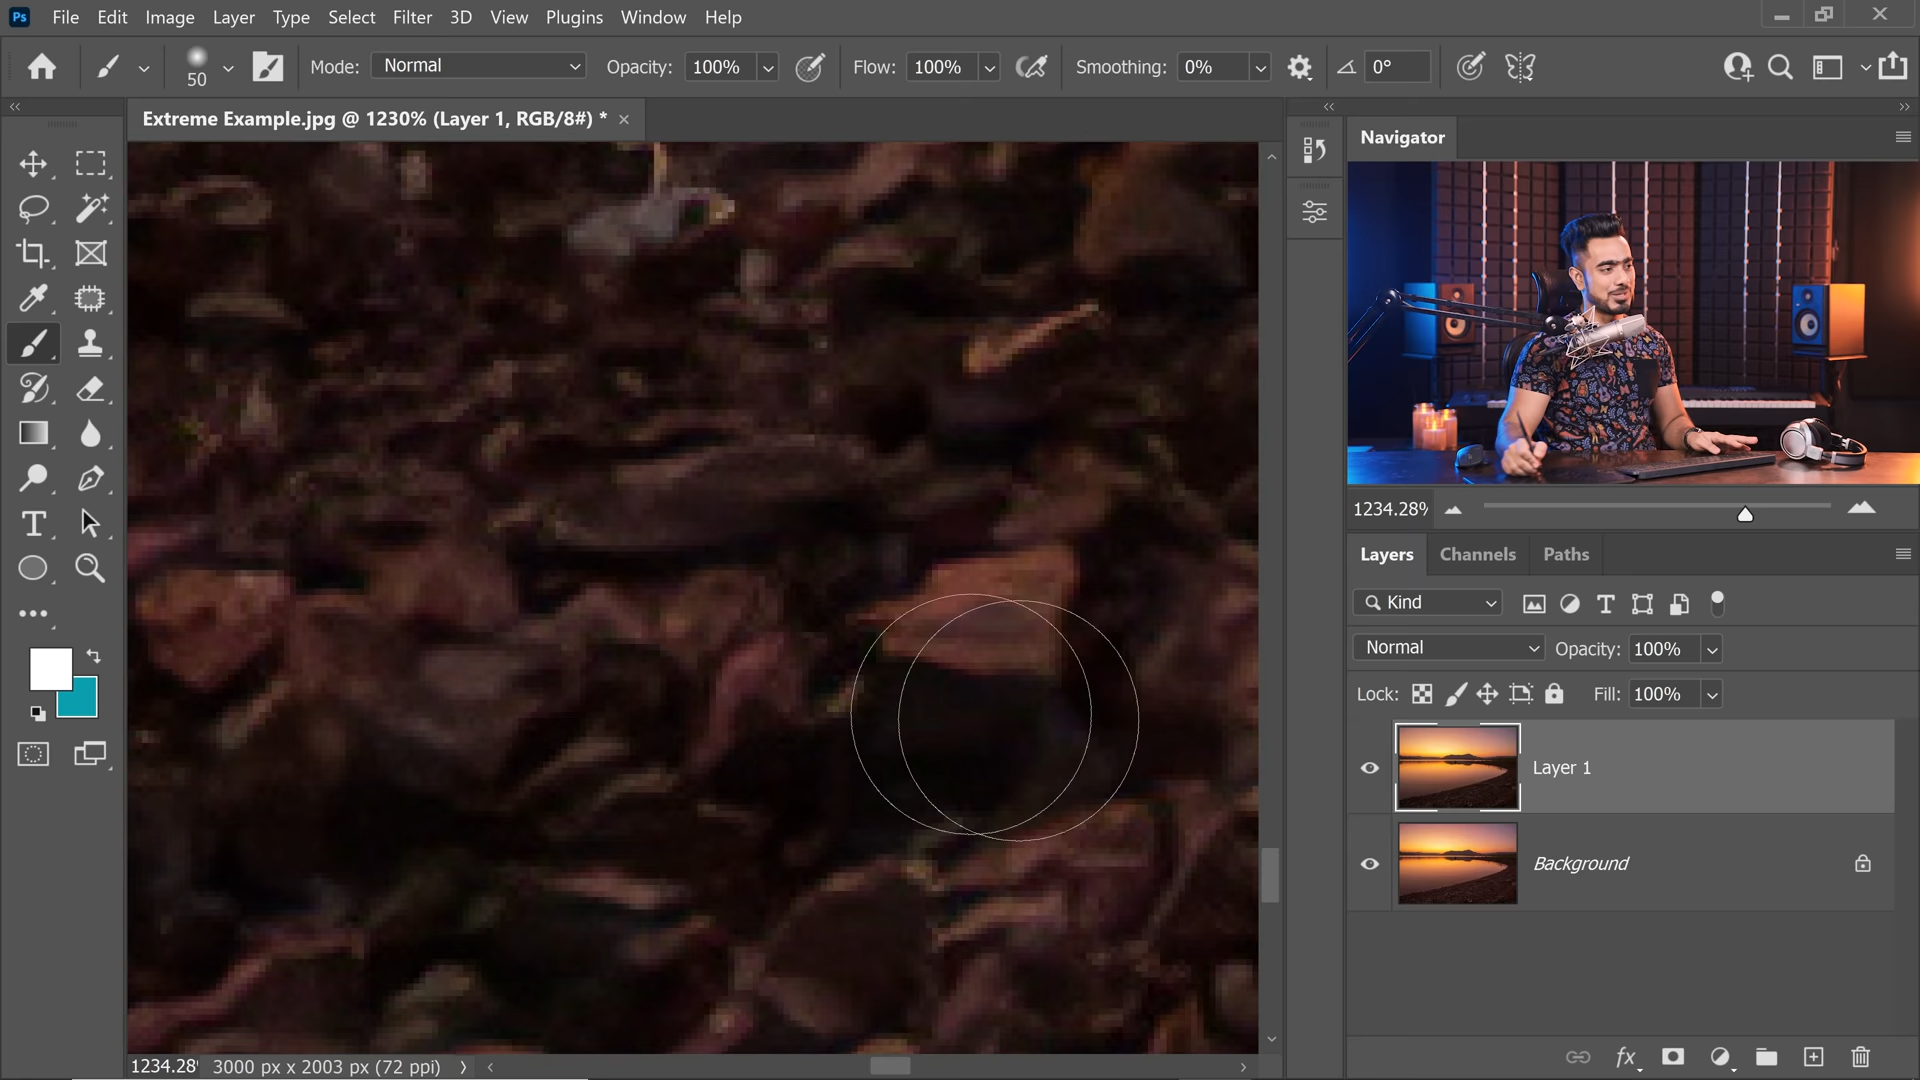 Ps File Edit Image Layer Type Select Filter 3D View Plugins Window Help
50 Mode: Normal Opacity: 100% Flow: 100% Smoothing: 0% 0°
Extreme Example.jpg @ 1230% (Layer 1, RGB/8#) *
Navigator
1234.28%
Layers Channels Paths
Kind
Normal Opacity: 100%
Lock: Fill: 100%
Layer 1
Background
fx
T
1234.28 3000 px x 2003 px (72 ppi)